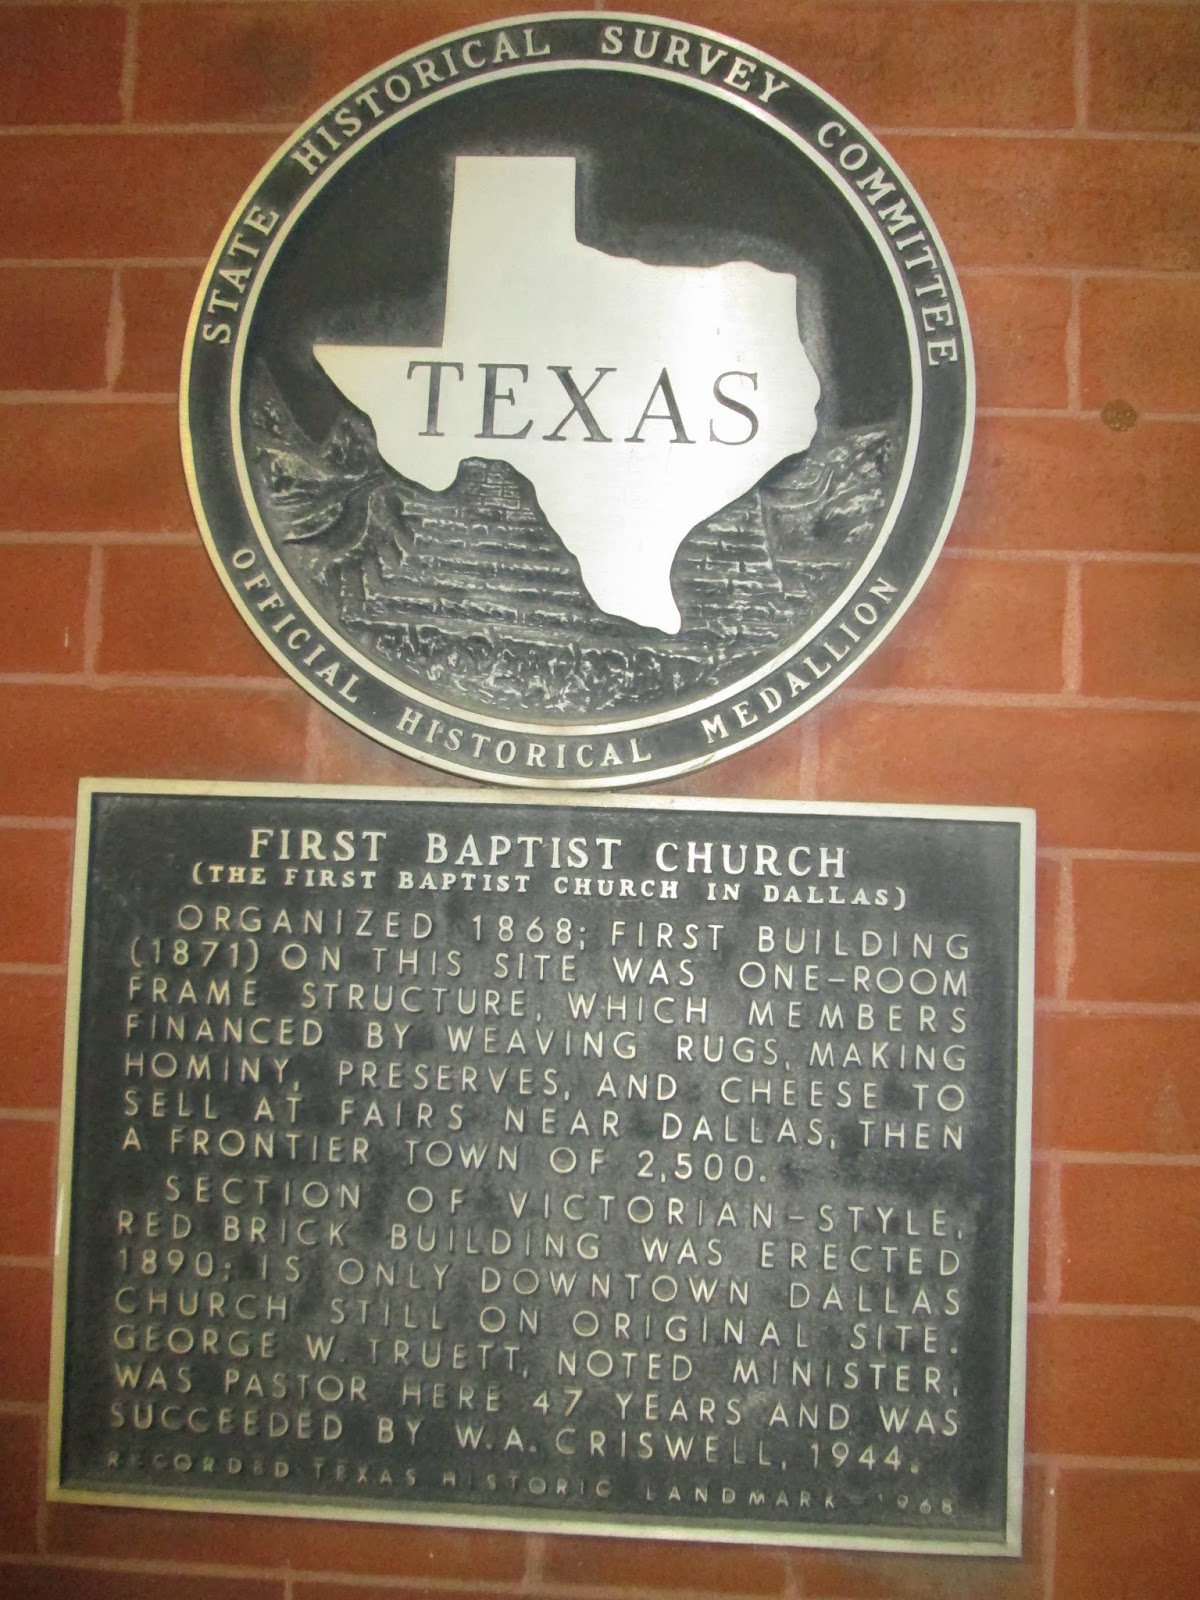 STATE HISTORICAL SURVEY COMMITTEE
TEXAS
OFFICIAL HISTORICAL MEDALLION
FIRST BAPTIST CHURCH
(THE FIRST BAPTIST CHURCH IN DALLAS)
ORGANIZED 1868; FIRST BUILDING
(1871) ON THIS SITE WAS ONE-ROOM
FRAME STRUCTURE, WHICH MEMBERS
FINANCED BY WEAVING RUGS, MAKING
HOMINY, PRESERVES, AND CHEESE TO
SELL AT FAIRS NEAR DALLAS, THEN
A FRONTIER TOWN OF 2,500.
SECTION OF VICTORIAN-STYLE,
RED BRICK BUILDING WAS ERECTED
1890; IS ONLY DOWNTOWN DALLAS
CHURCH STILL ON ORIGINAL SITE.
GEORGE W. TRUETT, NOTED MINISTER,
WAS PASTOR HERE 47 YEARS AND WAS
SUCCEEDED BY W.A. CRISWELL, 1944.
RECORDED TEXAS HISTORIC LANDMARK - 1968